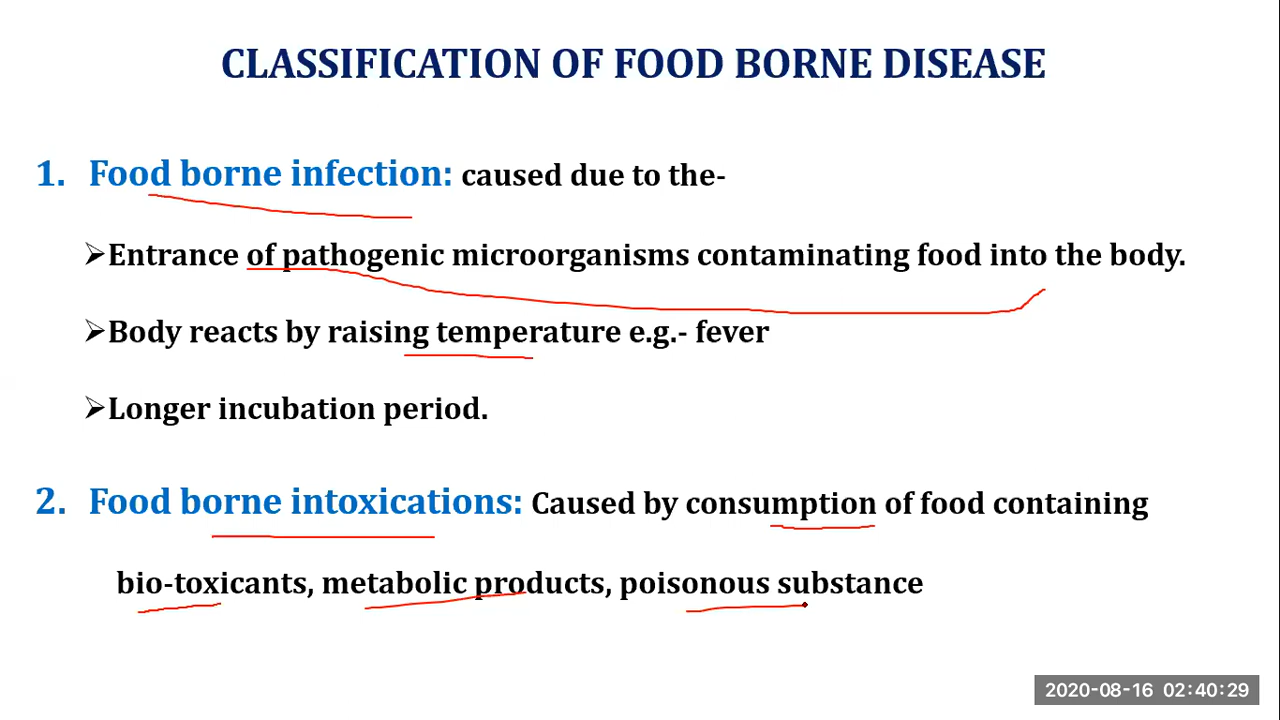 CLASSIFICATION OF FOOD BORNE DISEASE
1. Food borne infection: caused due to the-
➢Entrance of pathogenic microorganisms contaminating food into the body.
➢Body reacts by raising temperature e.g.- fever
➢Longer incubation period.
2. Food borne intoxications: Caused by consumption of food containing
bio-toxicants, metabolic products, poisonous substance
2020-08-16 02:40:29